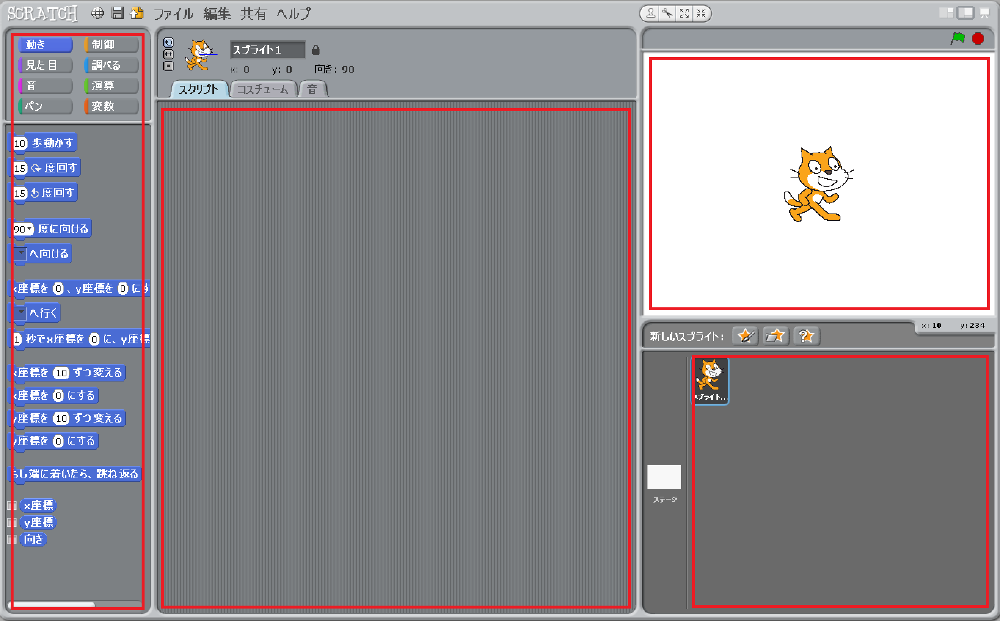 SCRATCH ファイル 編集 共有 ヘルプ
動き 制御
見た目 調べる
音 演算
ペン 変数
10 歩動かす
15 度回す
15 度回す
90 度に向ける
へ向ける
x座標を 0 、y座標を 0 にす
へ行く
1 秒でx座標を 0 に、y座標
x座標を 10 ずつ変える
x座標を 0 にする
y座標を 10 ずつ変える
y座標を 0 にする
もし端に着いたら、跳ね返る
x座標
y座標
向き
スプライト1
x: 0 y: 0 向き: 90
スクリプト コスチューム 音
x: 10 y: 234
新しいスプライト:
スプライト...
ステージ